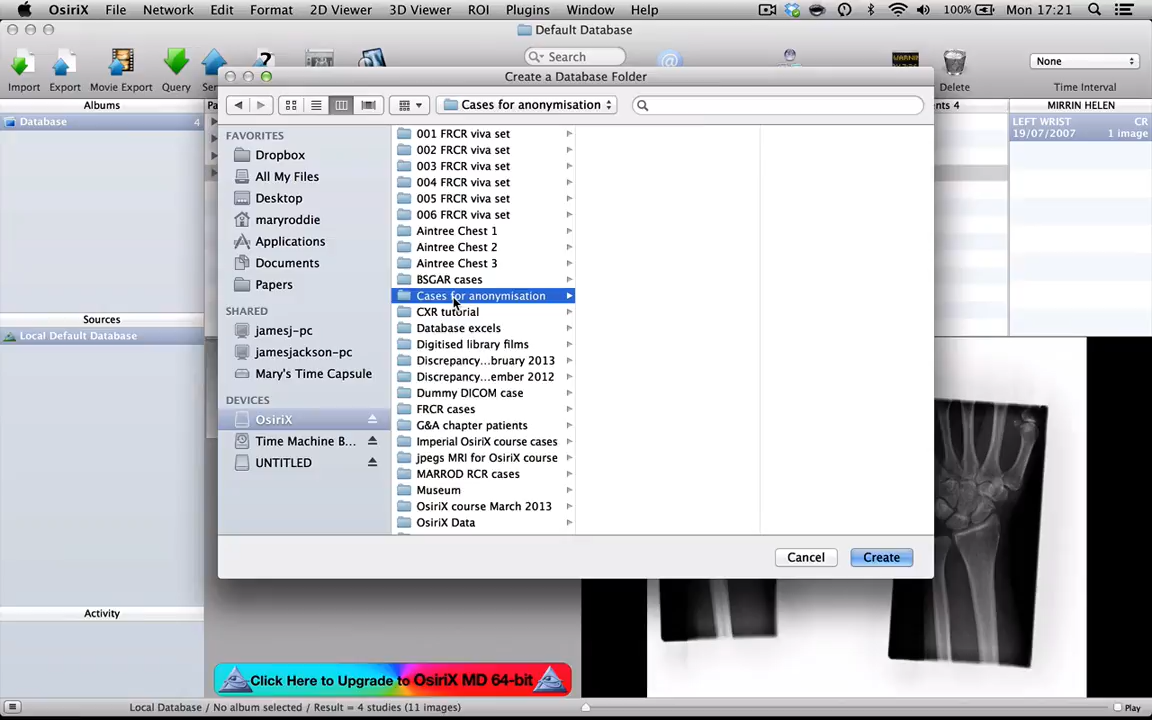 OsiriX File Network Edit Format 2D Viewer 3D Viewer ROI Plugins Window Help 100% Mon 17:21
Default Database
Search
None
Import Export Movie Export Query Delete Time Interval
Create a Database Folder
Albums
Database 4
Cases for anonymisation
ents 4
MIRRIN HELEN
LEFT WRIST CR
19/07/2007 1 image
FAVORITES
Dropbox
All My Files
Desktop
maryroddie
Applications
Documents
Papers
SHARED
jamesj-pc
jamesjackson-pc
Mary's Time Capsule
DEVICES
OsiriX
Time Machine B...
UNTITLED
001 FRCR viva set
002 FRCR viva set
003 FRCR viva set
004 FRCR viva set
005 FRCR viva set
006 FRCR viva set
Aintree Chest 1
Aintree Chest 2
Aintree Chest 3
BSGAR cases
Cases for anonymisation
CXR tutorial
Database excels
Digitised library films
Discrepancy...bruary 2013
Discrepancy...ember 2012
Dummy DICOM case
FRCR cases
G&A chapter patients
Imperial OsiriX course cases
jpegs MRI for OsiriX course
MARROD RCR cases
Museum
OsiriX course March 2013
OsiriX Data
Cancel Create
Sources
Local Default Database
Activity
Click Here to Upgrade to OsiriX MD 64-bit
Local Database / No album selected / Result = 4 studies (11 images)
Play